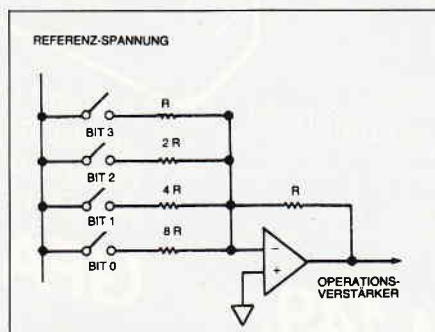 REFERENZ-SPANNUNG
R
BIT 3
2 R
BIT 2
4 R
R
BIT 1
8 R
BIT 0
−
+
OPERATIONS-
VERSTÄRKER